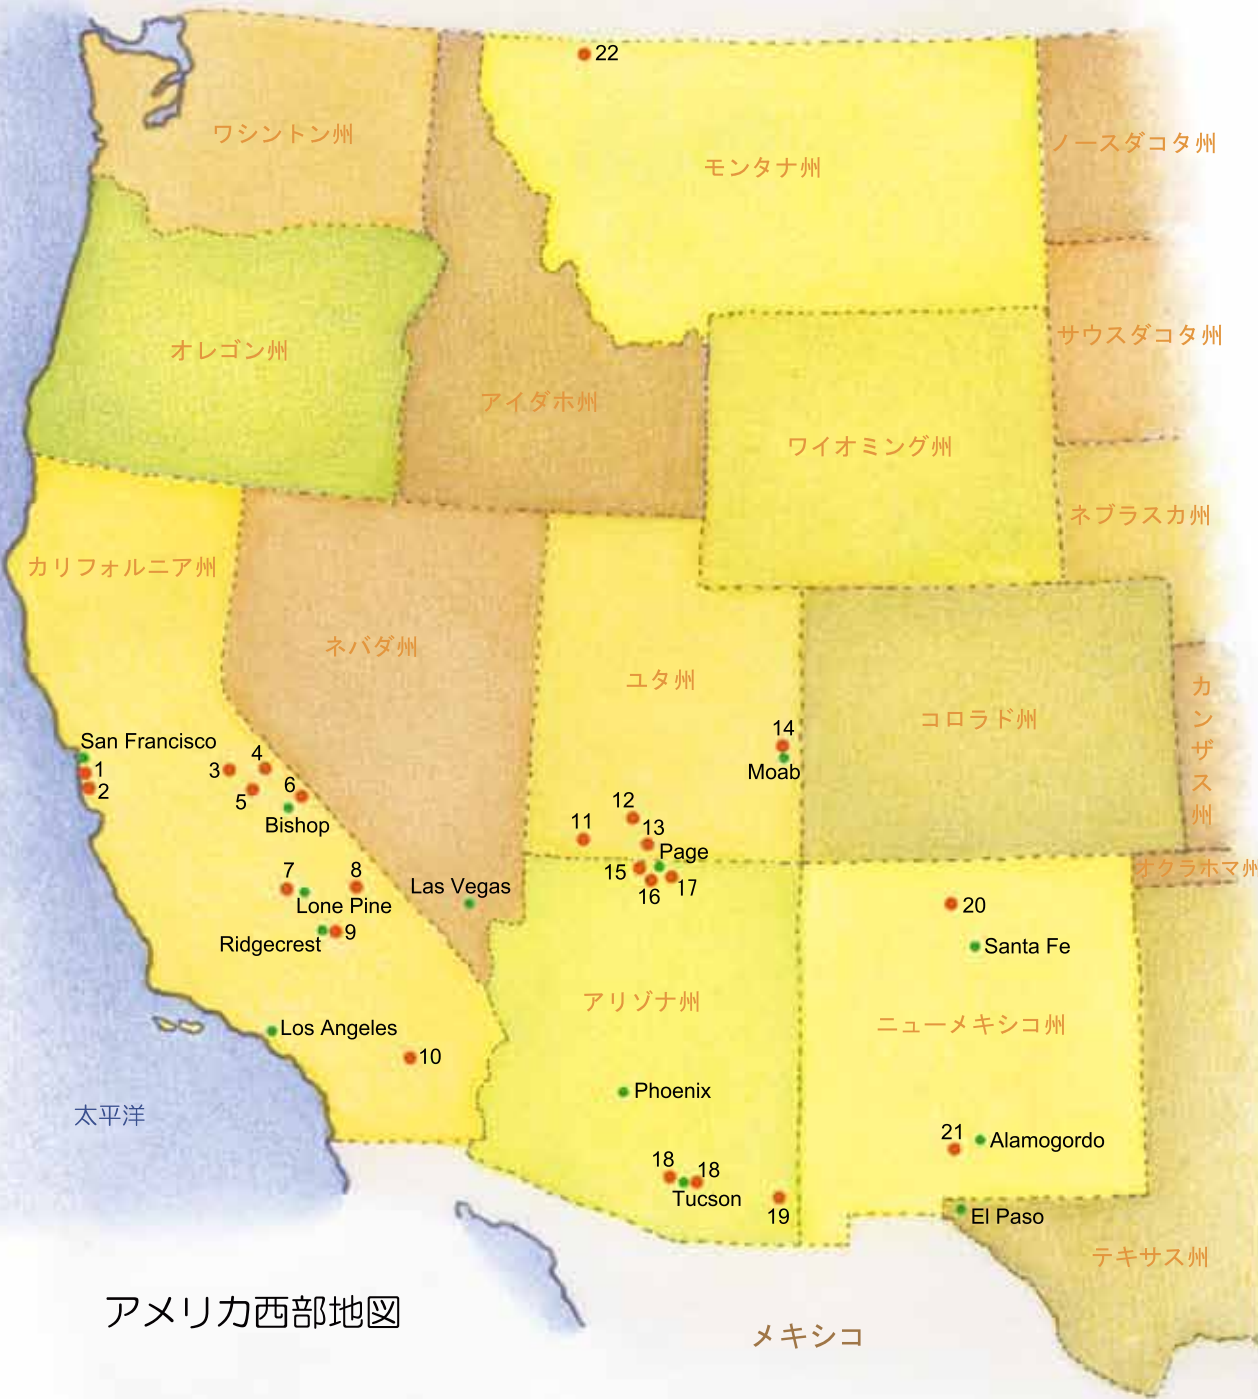 22
ワシントン州
モンタナ州
ノースダコタ州
オレゴン州
サウスダコタ州
アイダホ州
ワイオミング州
ネブラスカ州
カリフォルニア州
ネバダ州
ユタ州
コロラド州
カンザス州
San Francisco
1
2
3
4
5
6
Bishop
14
Moab
12
11
13
Page
15
16
17
オクラホマ州
7
8
Lone Pine
Las Vegas
Ridgecrest
9
20
Santa Fe
アリゾナ州
ニューメキシコ州
Los Angeles
10
Phoenix
太平洋
21
Alamogordo
18
18
Tucson
19
El Paso
テキサス州
アメリカ西部地図
メキシコ